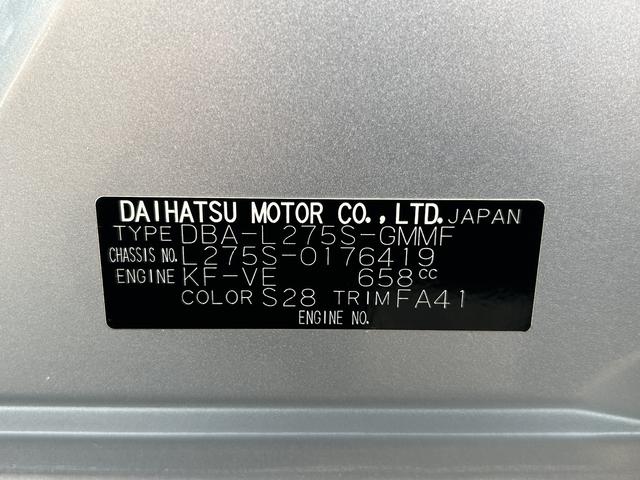 DAIHATSU MOTOR CO.,LTD. JAPAN
TYPE DBA-L275S-GMMF
CHASSIS NO. L275S-0176419
ENGINE KF-VE 658cc
COLOR S28 TRIM FA41
ENGINE NO.